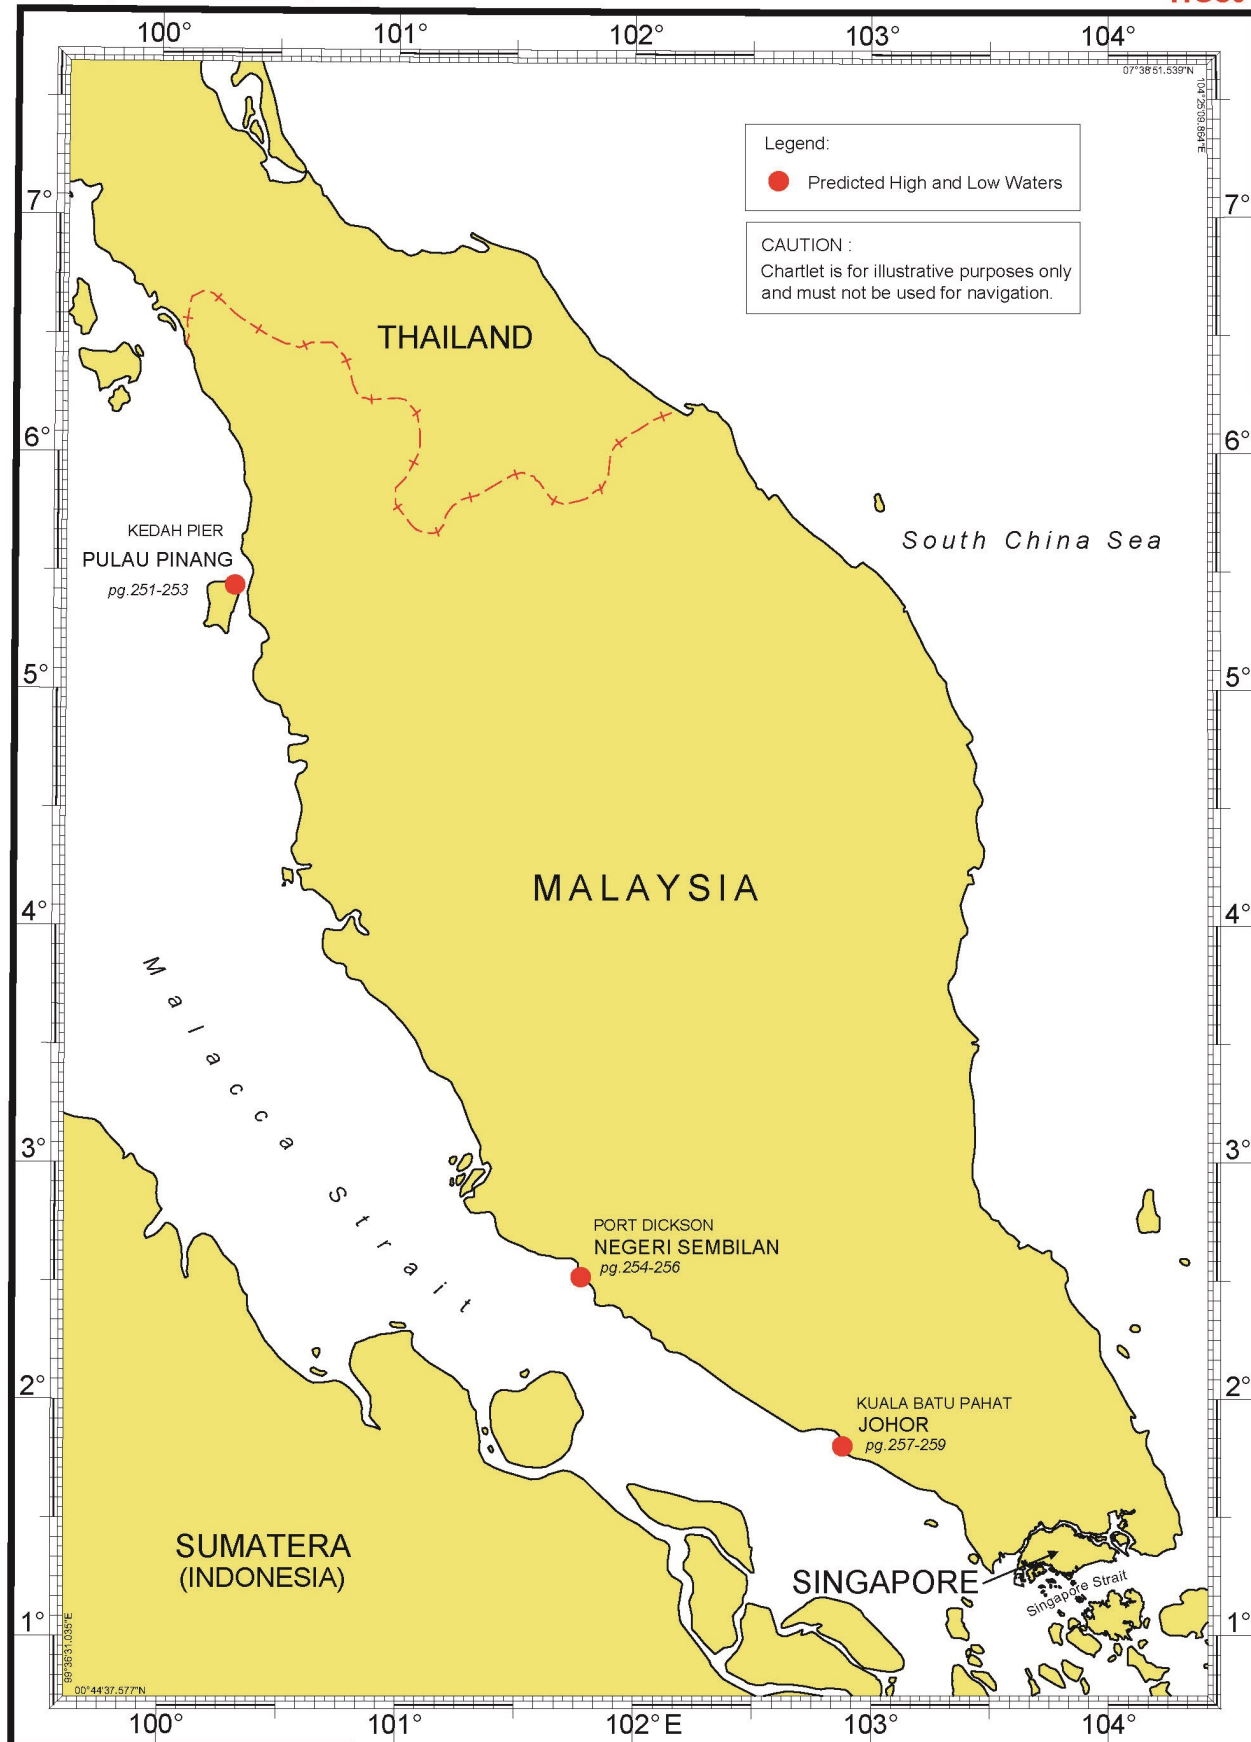 100° 101° 102° 103° 104°
07°38'51.539"N
104°25'09.864"E
Legend:
Predicted High and Low Waters
CAUTION :
Chartlet is for illustrative purposes only
and must not be used for navigation.
7° 7°
THAILAND
6° 6°
KEDAH PIER
PULAU PINANG
pg.251-253
South China Sea
5° 5°
MALAYSIA
4° 4°
Malacca Strait
3° 3°
PORT DICKSON
NEGERI SEMBILAN
pg.254-256
2° 2°
KUALA BATU PAHAT
JOHOR
pg.257-259
SUMATERA
(INDONESIA)
SINGAPORE
Singapore Strait
1° 1°
99°36'31.035"E
00°44'37.577"N
100° 101° 102°E 103° 104°